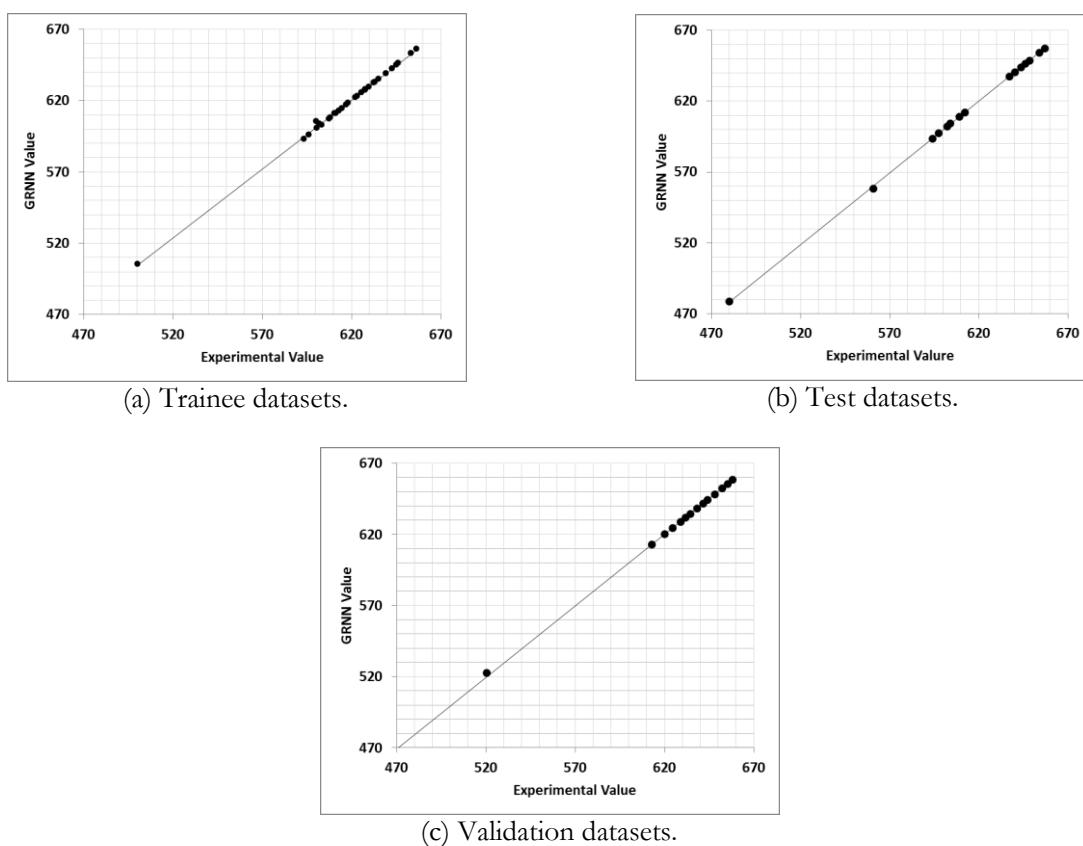 670
620
570
520
470
GRNN Value
470 520 570 620 670
Experimental Value
(a) Trainee datasets.
670
620
570
520
470
GRNN Value
470 520 570 620 670
Experimental Valure
(b) Test datasets.
670
620
570
520
470
GRNN Value
470 520 570 620 670
Experimental Value
(c) Validation datasets.